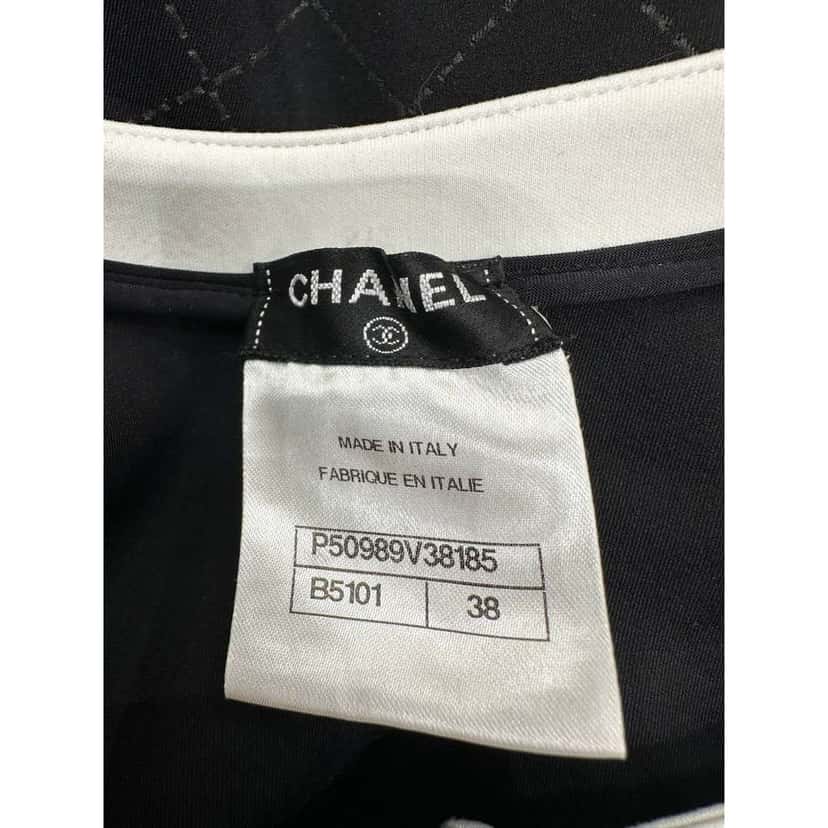 CHANEL
MADE IN ITALY
FABRIQUE EN ITALIE
P50989V38185
B5101 38